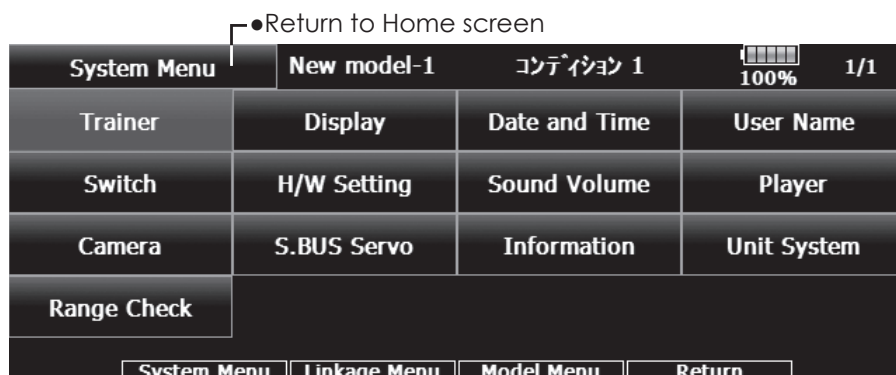 ●Return to Home screen
System Menu New model-1 コンディション 1 100% 1/1
Trainer Display Date and Time User Name
Switch H/W Setting Sound Volume Player
Camera S.BUS Servo Information Unit System
Range Check
System Menu Linkage Menu Model Menu Return